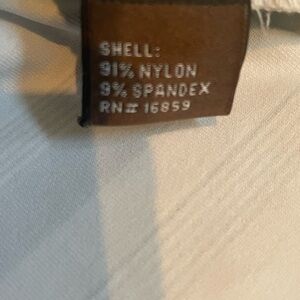 SHELL:
91% NYLON
9% SPANDEX
RN# 16859